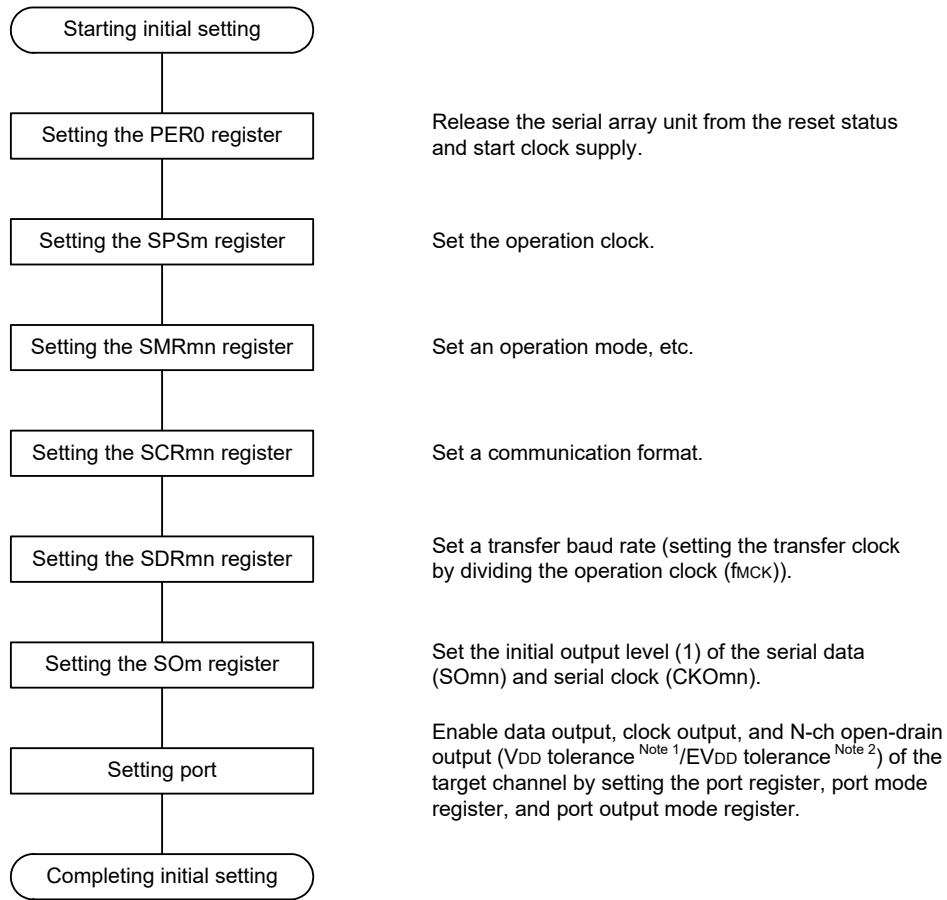 Starting initial setting
Setting the PER0 register
Release the serial array unit from the reset status
and start clock supply.
Setting the SPSm register
Set the operation clock.
Setting the SMRmn register
Set an operation mode, etc.
Setting the SCRmn register
Set a communication format.
Setting the SDRmn register
Set a transfer baud rate (setting the transfer clock
by dividing the operation clock (fMCK)).
Setting the SOm register
Set the initial output level (1) of the serial data
(SOmn) and serial clock (CKOmn).
Setting port
Enable data output, clock output, and N-ch open-drain
output (VDD tolerance Note 1/EVDD tolerance Note 2) of the
target channel by setting the port register, port mode
register, and port output mode register.
Completing initial setting